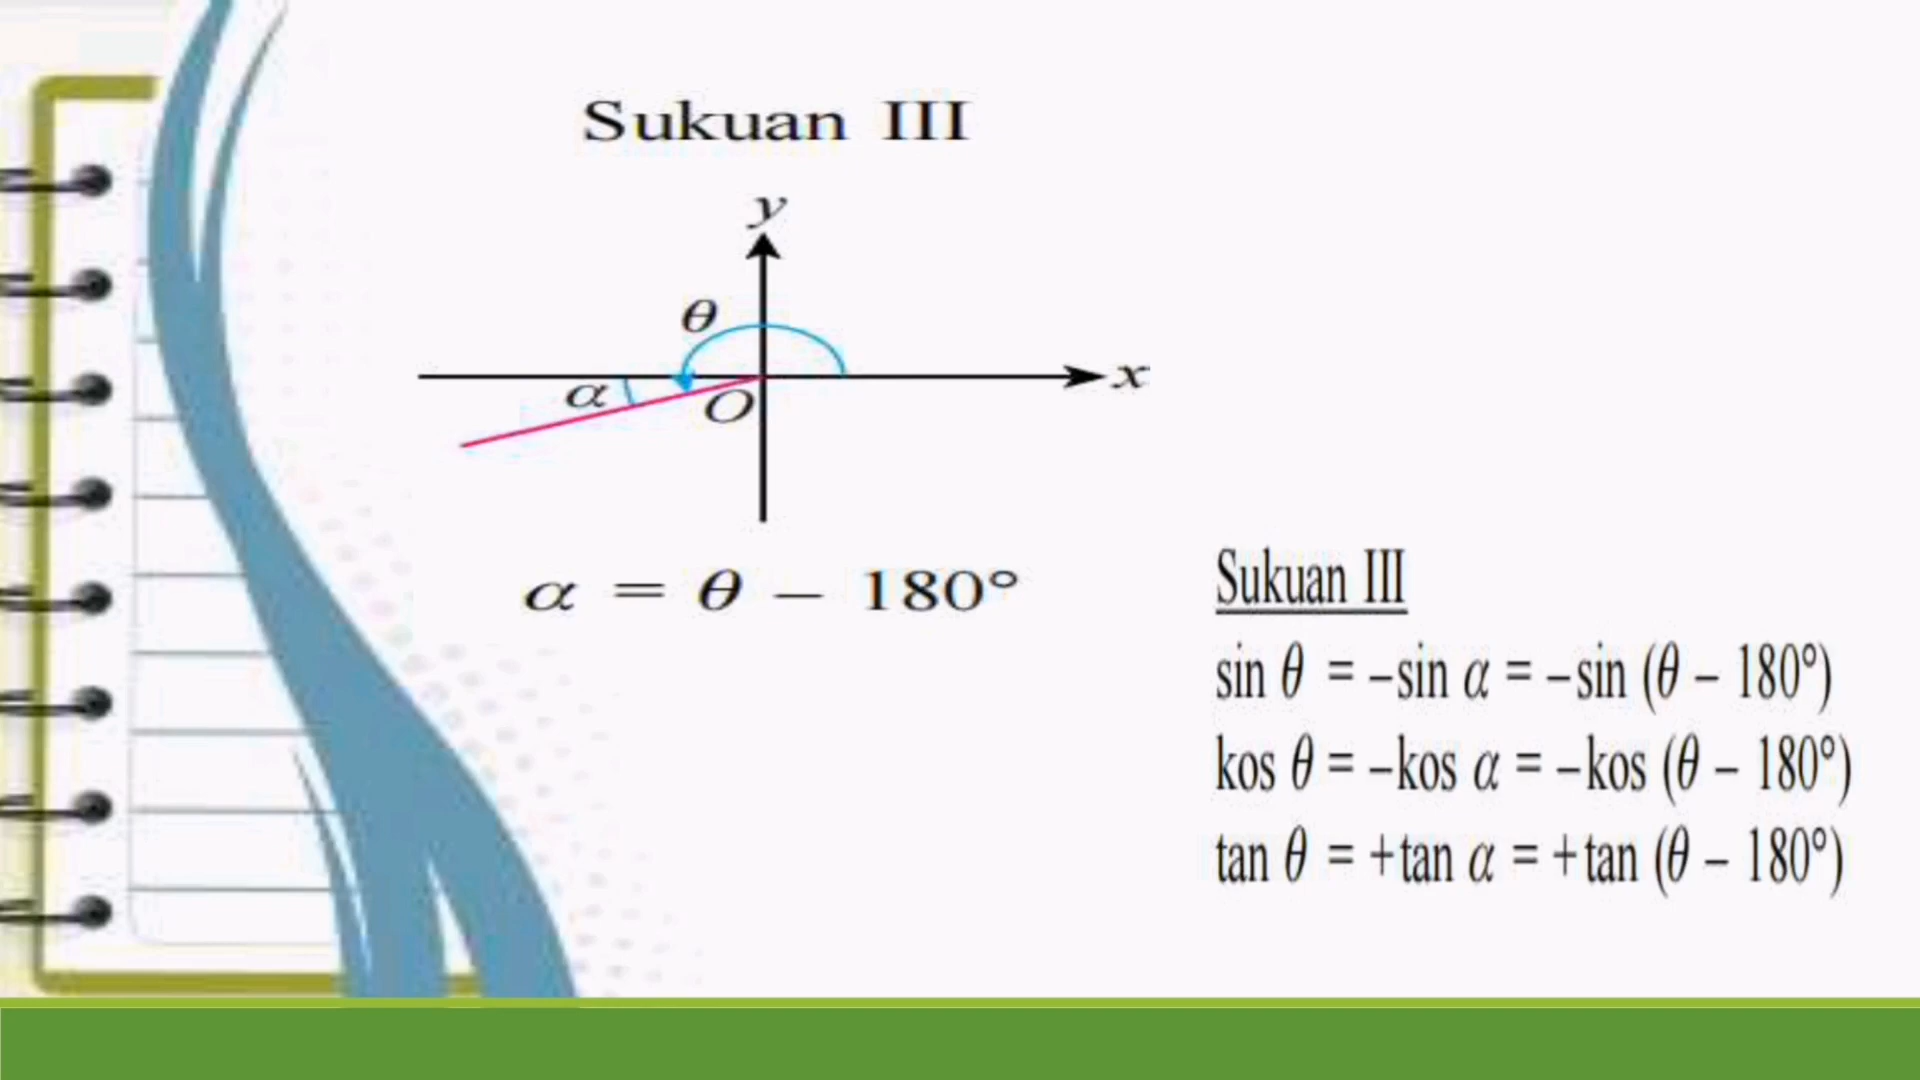 Sukuan III
y
θ
x
α
O
α = θ – 180°
Sukuan III
sin θ = –sin α = –sin (θ – 180°)
kos θ = –kos α = –kos (θ – 180°)
tan θ = +tan α = +tan (θ – 180°)